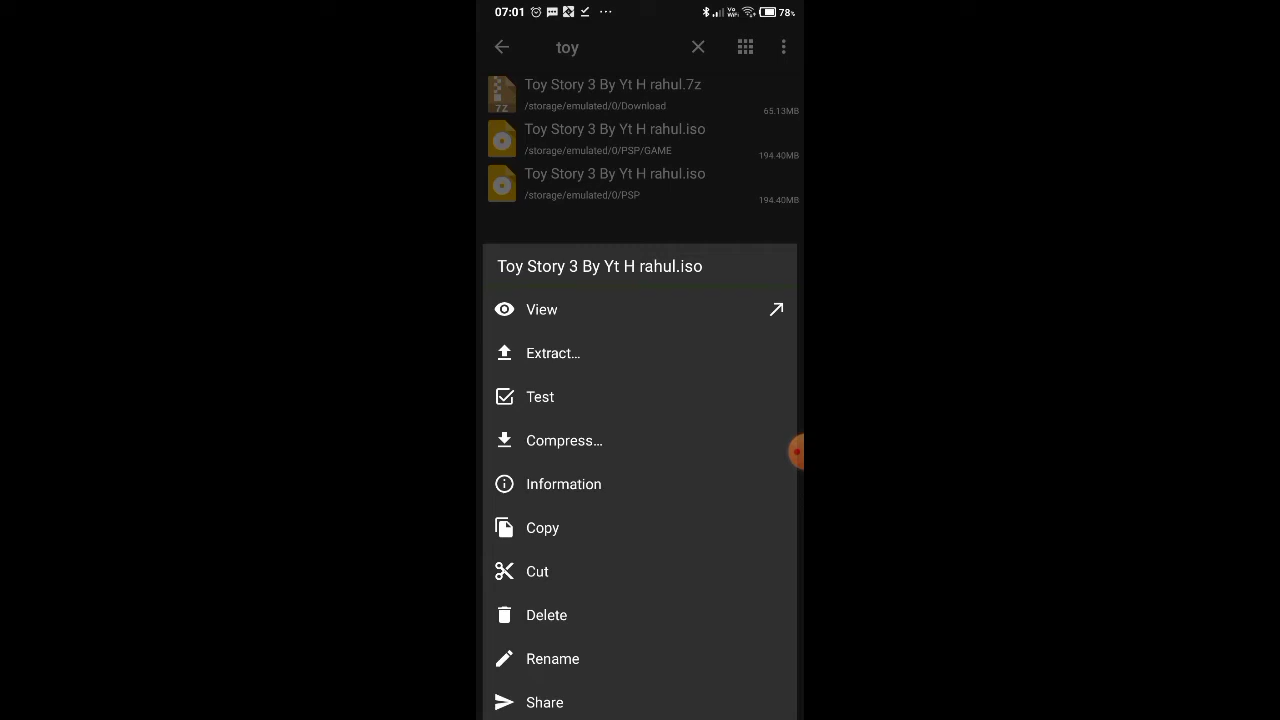 07:01 ... Vo WiFi 78%
toy
Toy Story 3 By Yt H rahul.7z
7Z
/storage/emulated/0/Download
65.13MB
Toy Story 3 By Yt H rahul.iso
/storage/emulated/0/PSP/GAME
194.40MB
Toy Story 3 By Yt H rahul.iso
/storage/emulated/0/PSP
194.40MB
Toy Story 3 By Yt H rahul.iso
View
Extract...
Test
Compress...
Information
Copy
Cut
Delete
Rename
Share